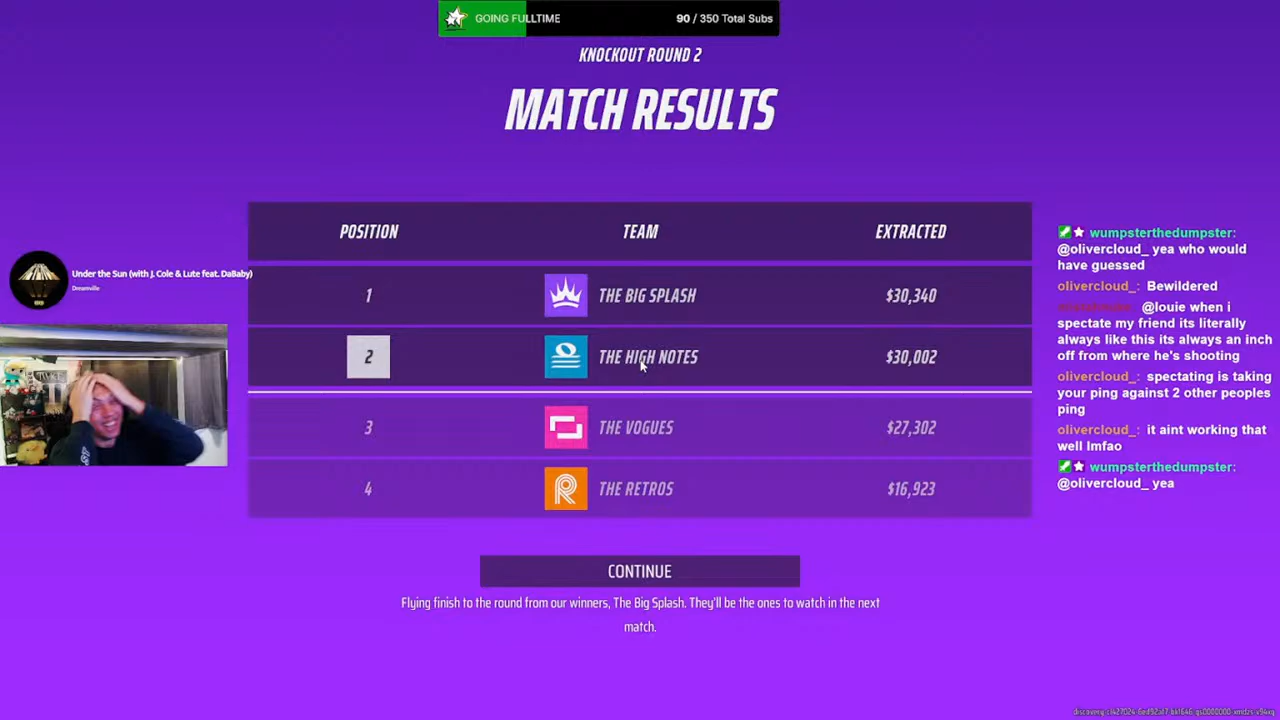 GOING FULLTIME 90 / 350 Total Subs
KNOCKOUT ROUND 2
MATCH RESULTS
POSITION TEAM EXTRACTED
1 THE BIG SPLASH $30,340
2 THE HIGH NOTES $30,002
3 THE VOGUES $27,302
4 THE RETROS $16,923
CONTINUE
Flying finish to the round from our winners, The Big Splash. They'll be the ones to watch in the next
match.
Under the Sun (with J. Cole & Lute feat. DaBaby)
Dreamville
wumpsterthedumpster:
@olivercloud_ yea who would
have guessed
olivercloud_: Bewildered
@louie when i
spectate my friend its literally
always like this its always an inch
off from where he's shooting
olivercloud_: spectating is taking
your ping against 2 other peoples
ping
olivercloud_: it aint working that
well lmfao
wumpsterthedumpster:
@olivercloud_ yea